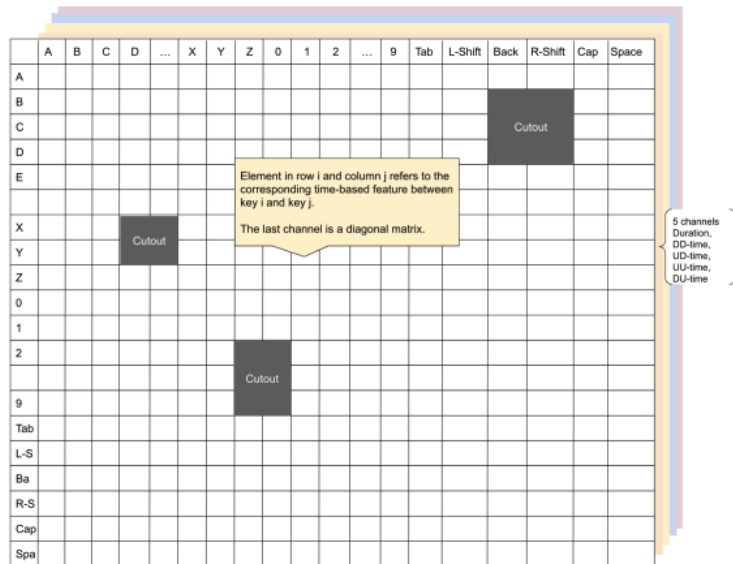 A B C D ... X Y Z 0 1 2 ... 9 Tab L-Shift Back R-Shift Cap Space
A
B
C
Cutout
D
E
Element in row i and column j refers to the
corresponding time-based feature between
key i and key j.
The last channel is a diagonal matrix.
X
Cutout
Y
Z
0
1
2
Cutout
9
Tab
L-S
Ba
R-S
Cap
Spa
5 channels
Duration,
DD-time,
UD-time,
UU-time,
DU-time